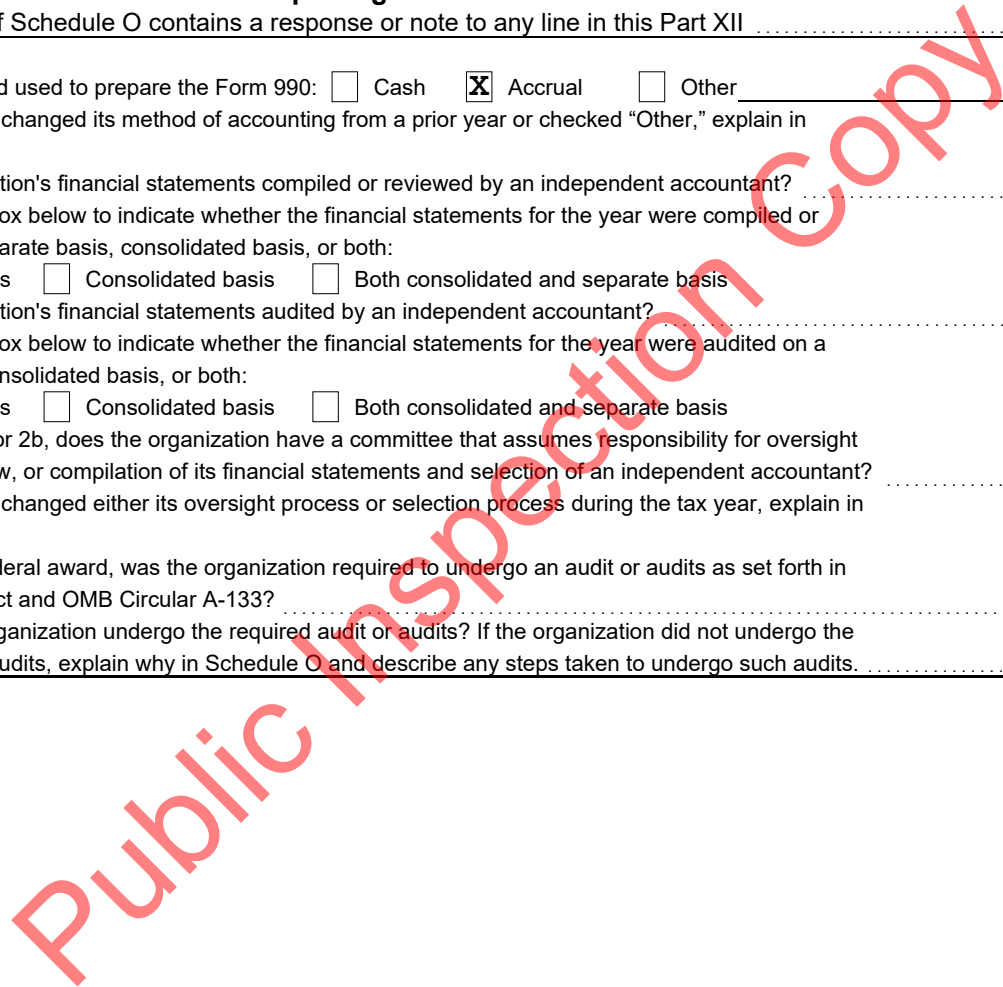 f Schedule O contains a response or note to any line in this Part XII
d used to prepare the Form 990: Cash X Accrual Other
changed its method of accounting from a prior year or checked “Other,” explain in
tion's financial statements compiled or reviewed by an independent accountant?
ox below to indicate whether the financial statements for the year were compiled or
arate basis, consolidated basis, or both:
s Consolidated basis Both consolidated and separate basis
tion's financial statements audited by an independent accountant?
ox below to indicate whether the financial statements for the year were audited on a
nsolidated basis, or both:
s Consolidated basis Both consolidated and separate basis
or 2b, does the organization have a committee that assumes responsibility for oversight
w, or compilation of its financial statements and selection of an independent accountant?
changed either its oversight process or selection process during the tax year, explain in
deral award, was the organization required to undergo an audit or audits as set forth in
ct and OMB Circular A-133?
ganization undergo the required audit or audits? If the organization did not undergo the
udits, explain why in Schedule O and describe any steps taken to undergo such audits.
Public Inspection Copy